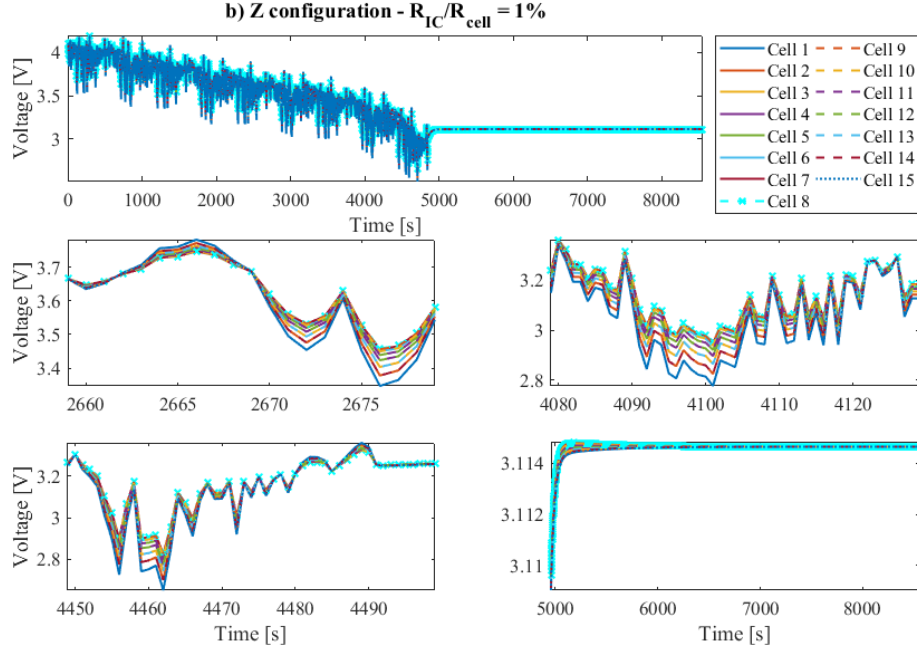 b) Z configuration - R_IC/R_cell = 1%
Voltage [V]
4
3.5
3
0 1000 2000 3000 4000 5000 6000 7000 8000
Time [s]
Cell 1 Cell 9
Cell 2 Cell 10
Cell 3 Cell 11
Cell 4 Cell 12
Cell 5 Cell 13
Cell 6 Cell 14
Cell 7 Cell 15
Cell 8
Voltage [V]
3.7
3.6
3.5
3.4
2660 2665 2670 2675
3.2
3
2.8
4080 4090 4100 4110 4120
Voltage [V]
3.2
3
2.8
4450 4460 4470 4480 4490
Time [s]
3.114
3.112
3.11
5000 6000 7000 8000
Time [s]